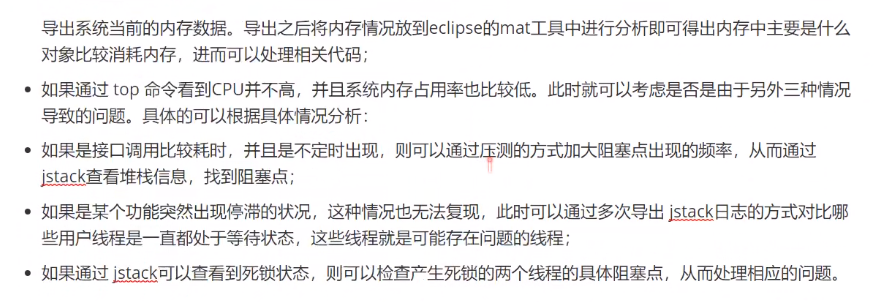 导出系统当前的内存数据。导出之后将内存情况放到eclipse的mat工具中进行分析即可得出内存中主要是什么
对象比较消耗内存，进而可以处理相关代码；
• 如果通过 top 命令看到CPU并不高，并且系统内存占用率也比较低。此时就可以考虑是否是由于另外三种情况
导致的问题。具体的可以根据具体情况分析：
• 如果是接口调用比较耗时，并且是不定时出现，则可以通过压测的方式加大阻塞点出现的频率，从而通过
jstack查看堆栈信息，找到阻塞点；
• 如果是某个功能突然出现停滞的状况，这种情况也无法复现，此时可以通过多次导出 jstack日志的方式对比哪
些用户线程是一直都处于等待状态，这些线程就是可能存在问题的线程；
• 如果通过 jstack可以查看到死锁状态，则可以检查产生死锁的两个线程的具体阻塞点，从而处理相应的问题。